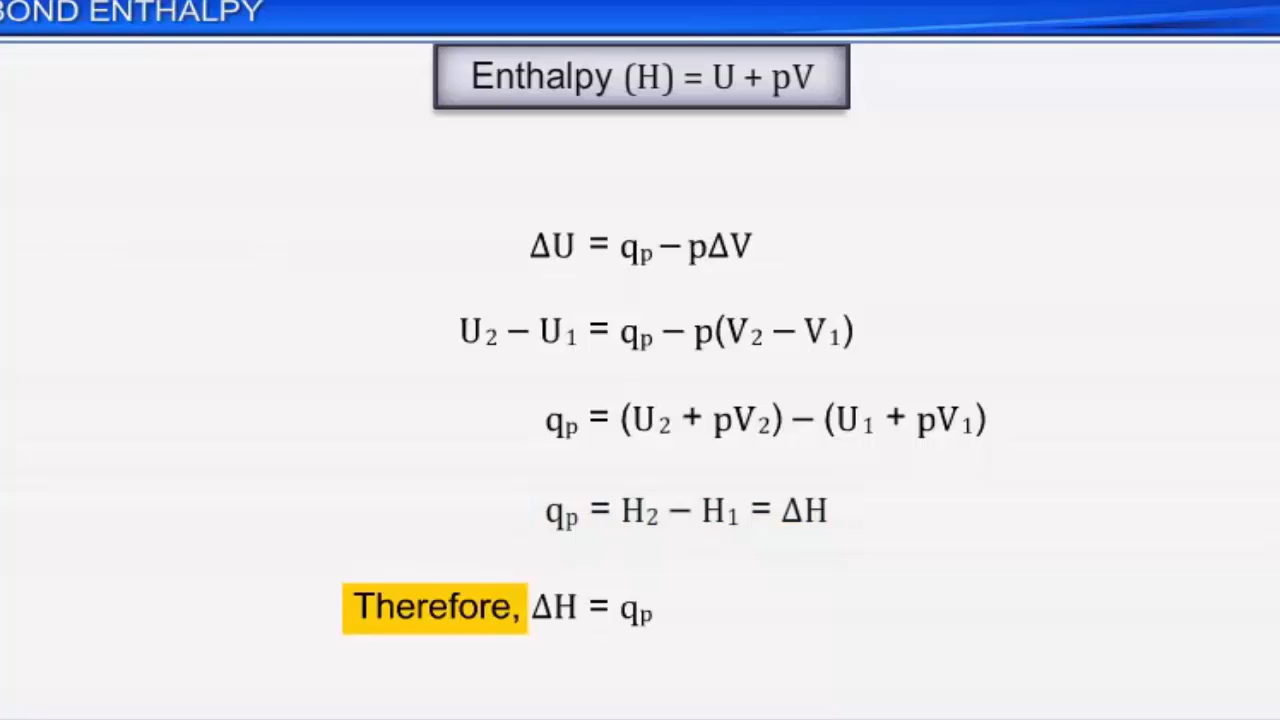 BOND ENTHALPY
Enthalpy (H) = U + pV
ΔU = qₚ – pΔV
U₂ – U₁ = qₚ – p(V₂ – V₁)
qₚ = (U₂ + pV₂) – (U₁ + pV₁)
qₚ = H₂ – H₁ = ΔH
Therefore, ΔH = qₚ